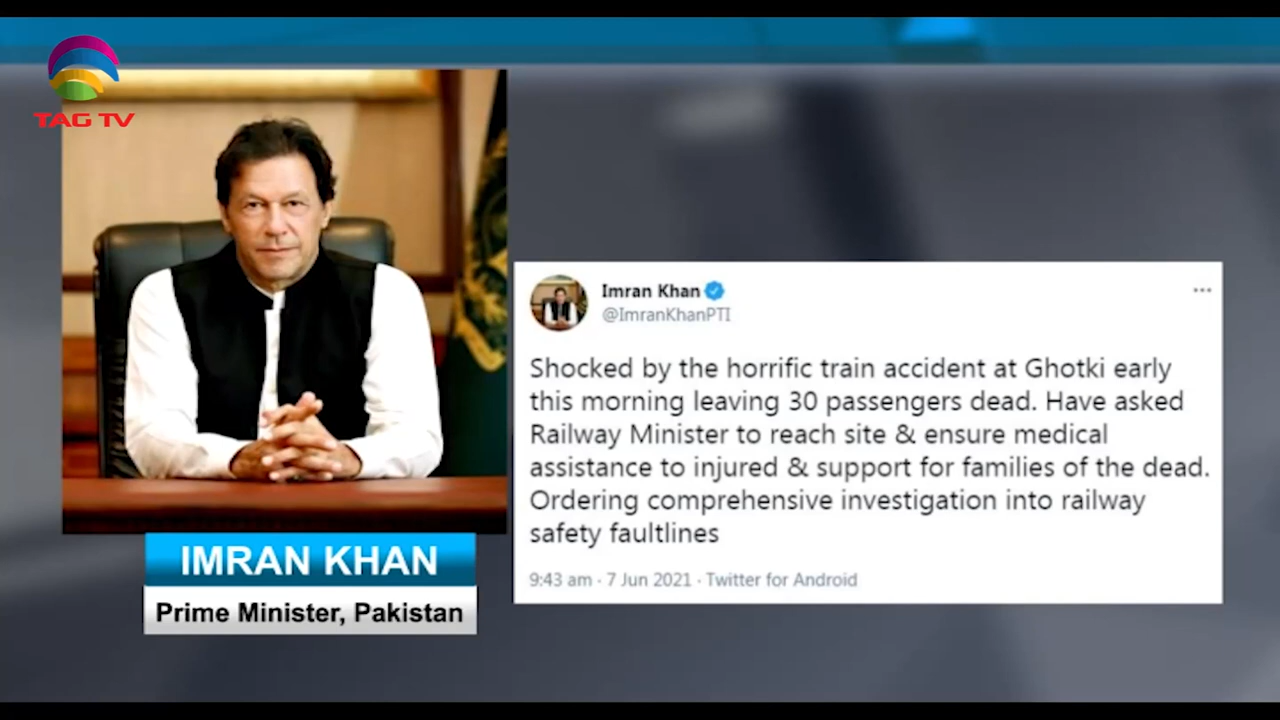 TAG TV
Imran Khan
@ImranKhanPTI
Shocked by the horrific train accident at Ghotki early
this morning leaving 30 passengers dead. Have asked
Railway Minister to reach site & ensure medical
assistance to injured & support for families of the dead.
Ordering comprehensive investigation into railway
safety faultlines
9:43 am · 7 Jun 2021 · Twitter for Android
IMRAN KHAN
Prime Minister, Pakistan